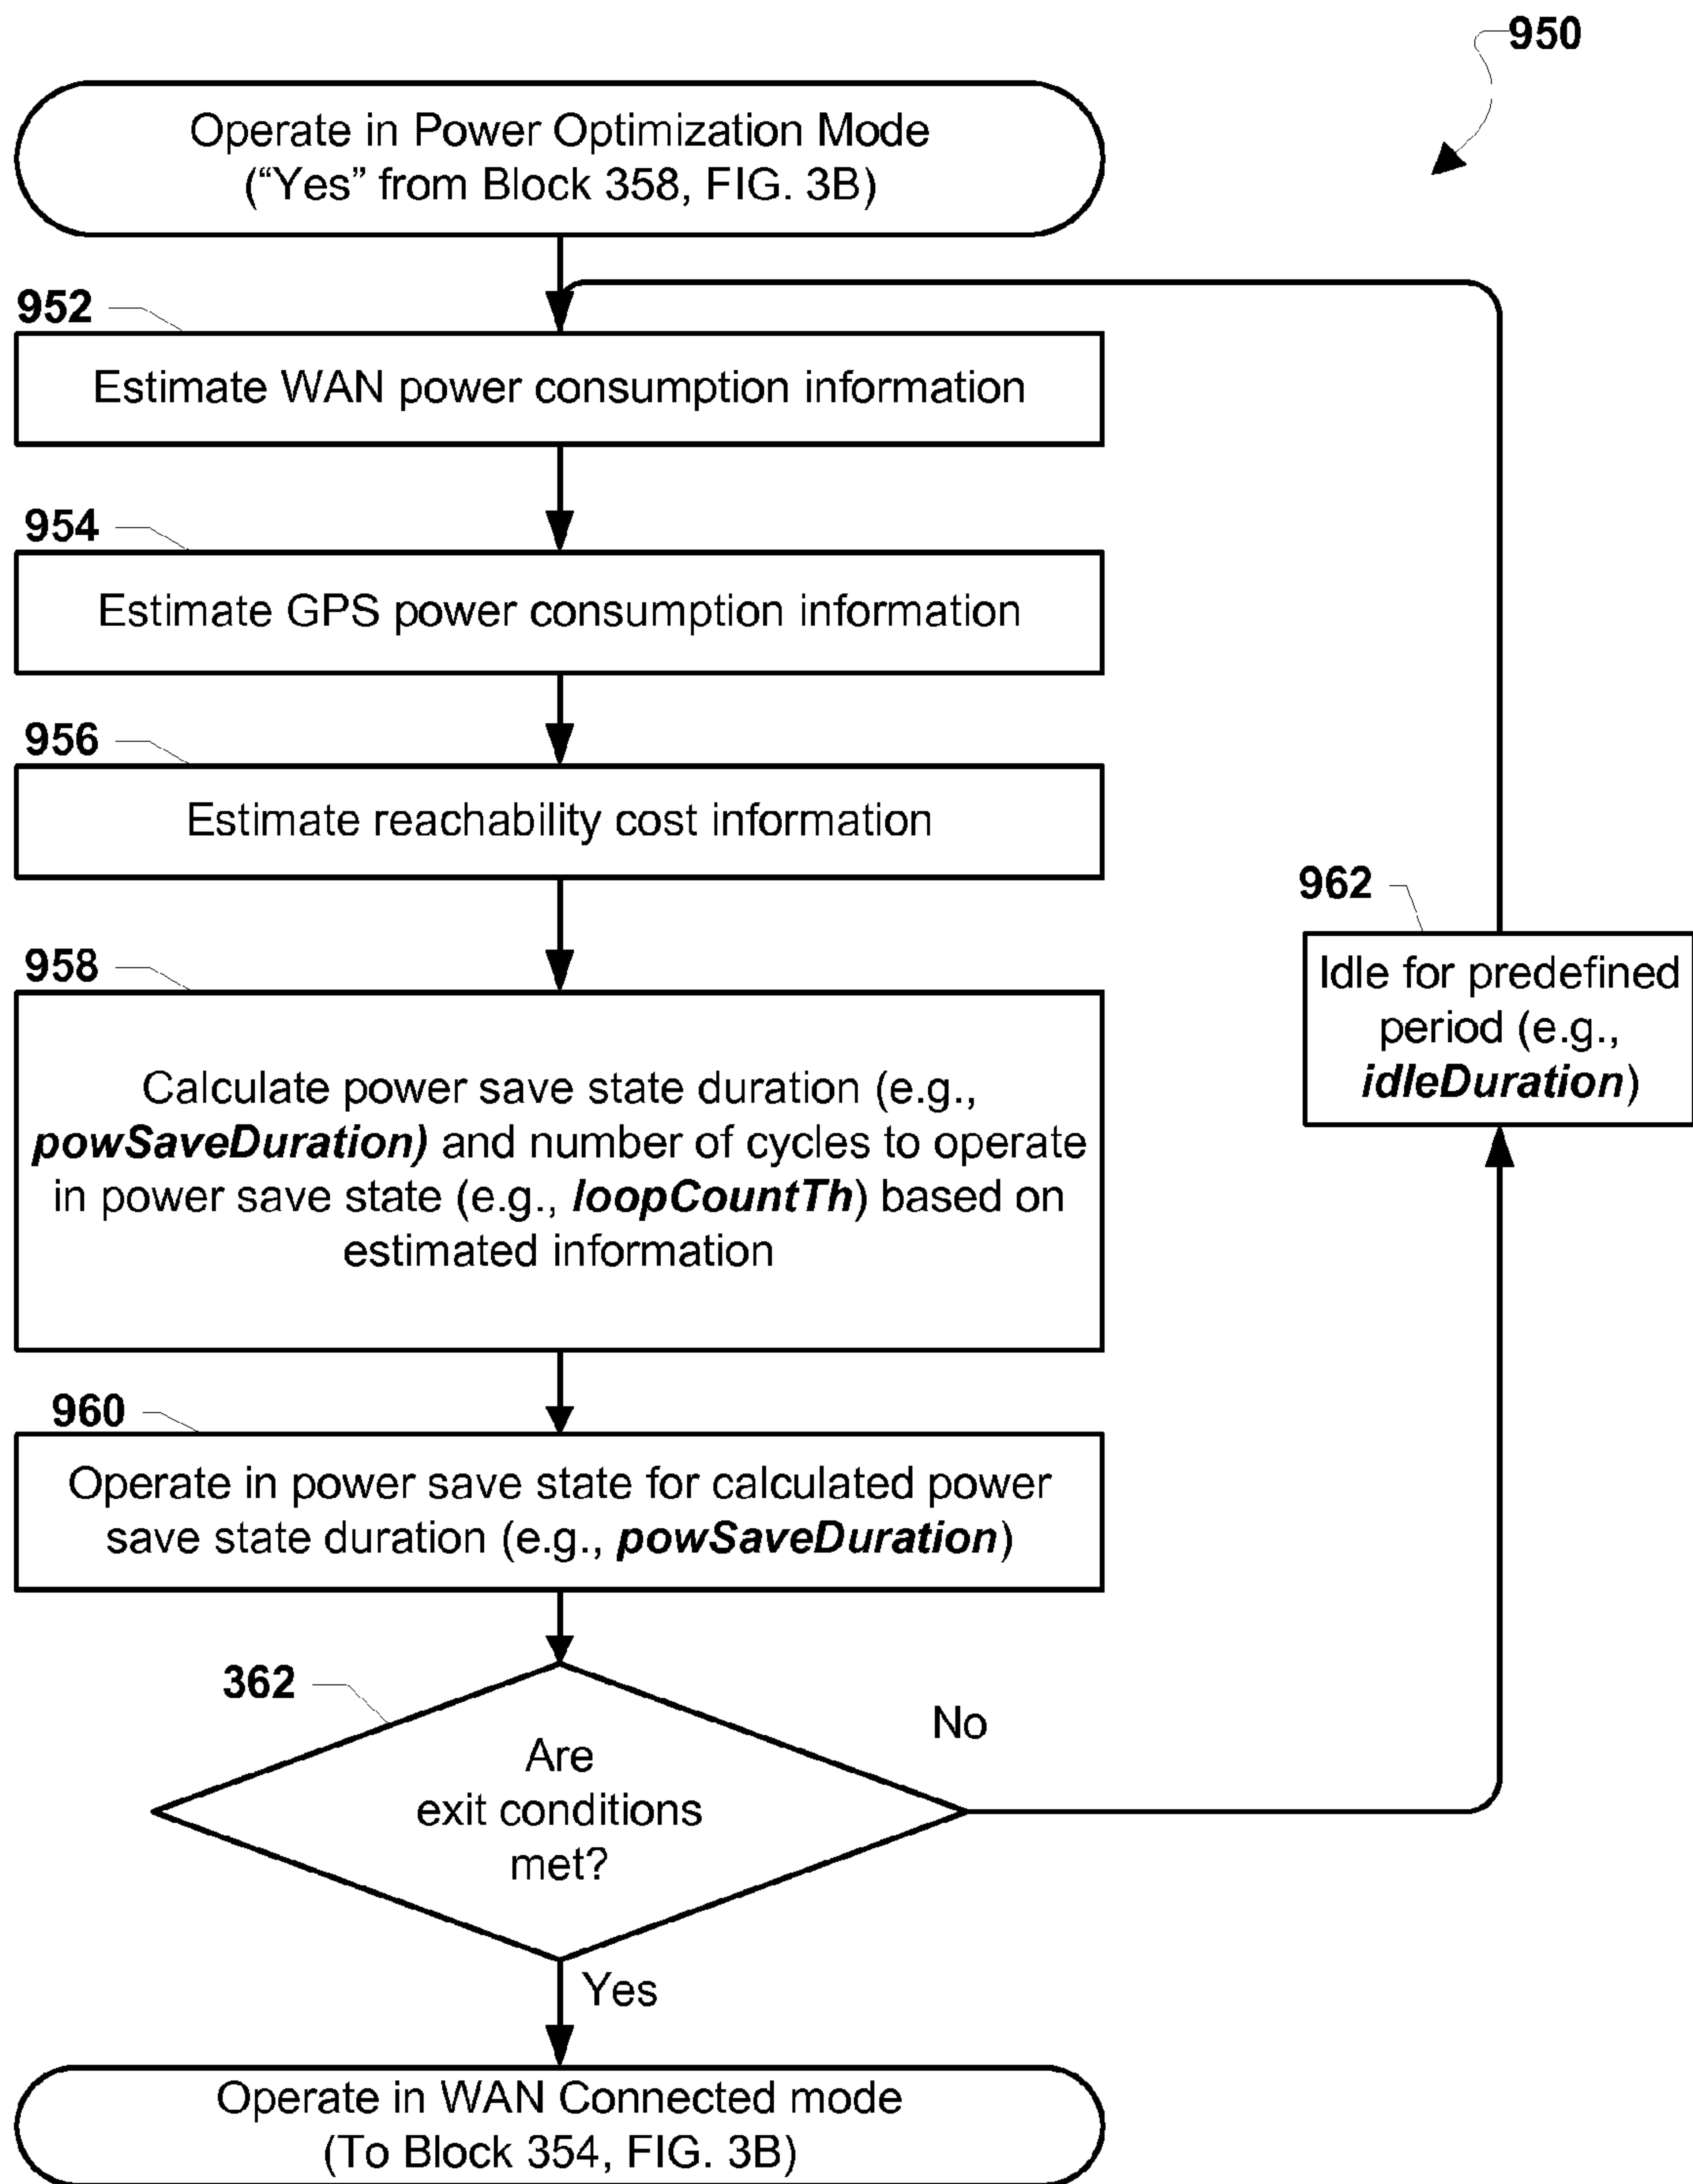 950
Operate in Power Optimization Mode
(“Yes” from Block 358, FIG. 3B)
952
Estimate WAN power consumption information
954
Estimate GPS power consumption information
956
Estimate reachability cost information
962
Idle for predefined
period (e.g.,
idleDuration)
958
Calculate power save state duration (e.g.,
powSaveDuration) and number of cycles to operate
in power save state (e.g., loopCountTh) based on
estimated information
960
Operate in power save state for calculated power
save state duration (e.g., powSaveDuration)
362
Are
exit conditions
met?
No
Yes
Operate in WAN Connected mode
(To Block 354, FIG. 3B)